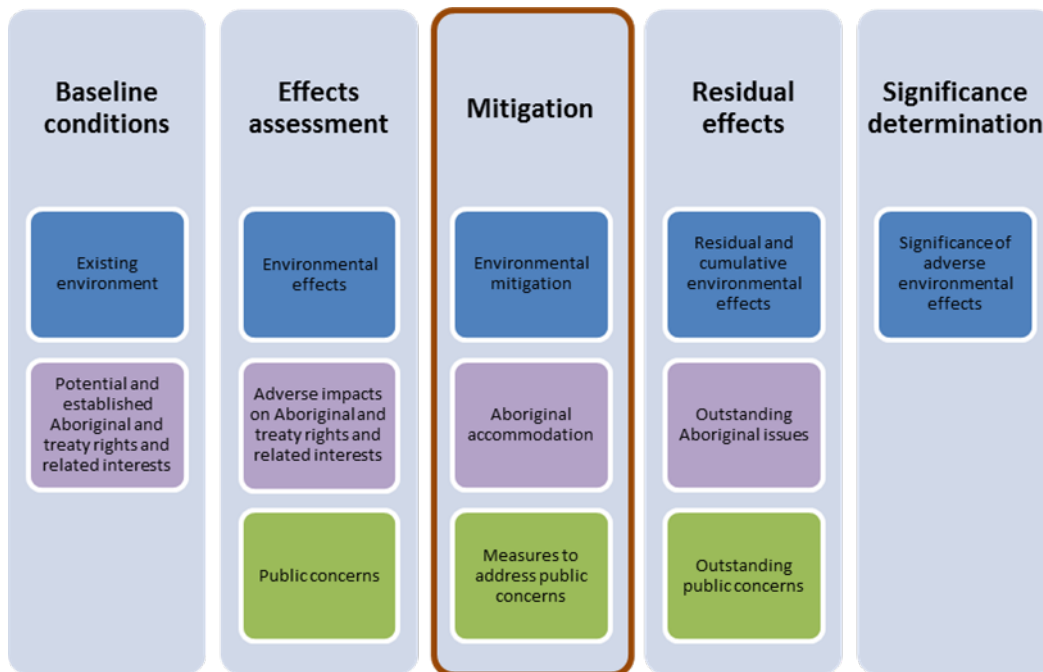 Baseline
conditions
Existing
environment
Potential and
established
Aboriginal and
treaty rights and
related interests
Effects
assessment
Environmental
effects
Adverse impacts
on Aboriginal and
treaty rights and
related interests
Public concerns
Mitigation
Environmental
mitigation
Aboriginal
accommodation
Measures to
address public
concerns
Residual
effects
Residual and
cumulative
environmental
effects
Outstanding
Aboriginal issues
Outstanding
public concerns
Significance
determination
Significance of
adverse
environmental
effects